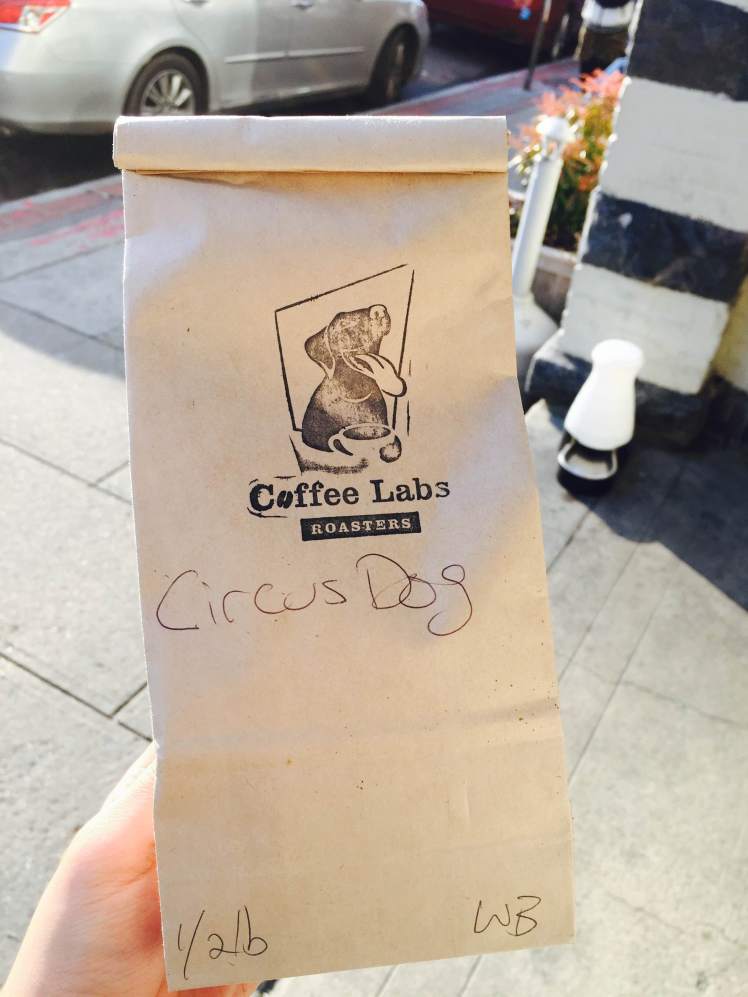 Coffee Labs
ROASTERS
Circus Dog
1/2lb WB